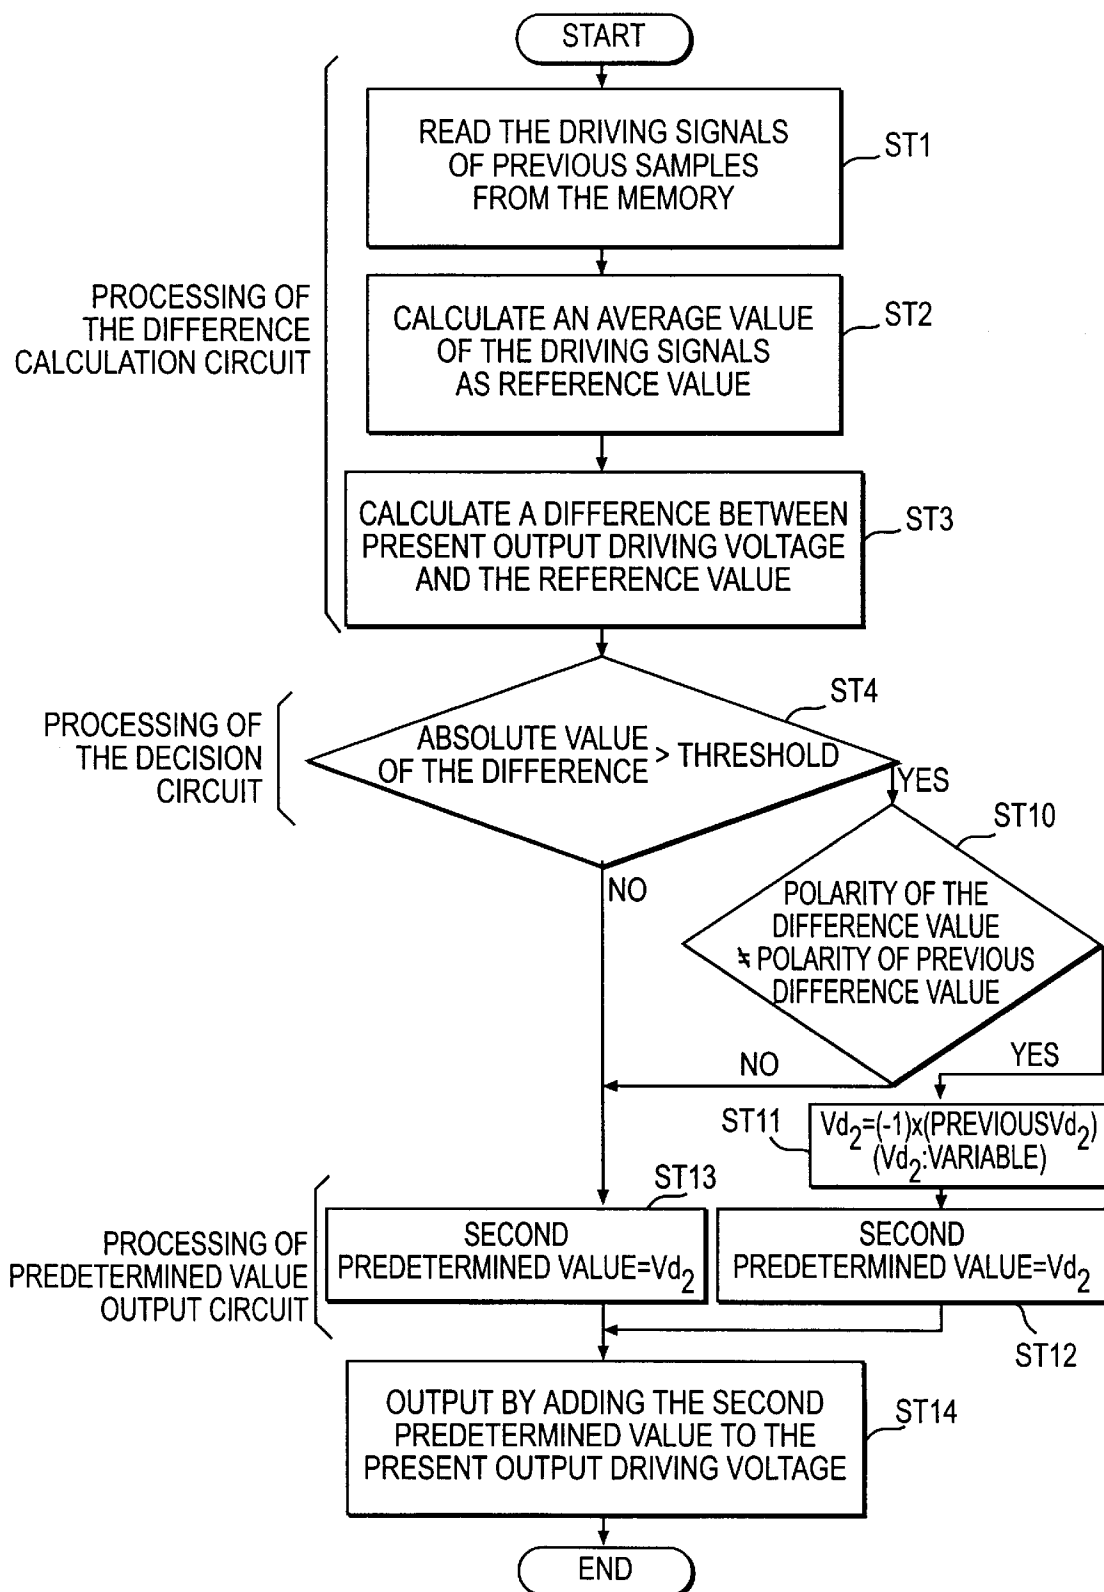 START
READ THE DRIVING SIGNALS
OF PREVIOUS SAMPLES
FROM THE MEMORY
ST1
PROCESSING OF
THE DIFFERENCE
CALCULATION CIRCUIT
CALCULATE AN AVERAGE VALUE
OF THE DRIVING SIGNALS
AS REFERENCE VALUE
ST2
CALCULATE A DIFFERENCE BETWEEN
PRESENT OUTPUT DRIVING VOLTAGE
AND THE REFERENCE VALUE
ST3
PROCESSING OF
THE DECISION
CIRCUIT
ABSOLUTE VALUE
OF THE DIFFERENCE > THRESHOLD
ST4
YES
NO
ST10
POLARITY OF THE
DIFFERENCE VALUE
≠ POLARITY OF PREVIOUS
DIFFERENCE VALUE
NO
YES
ST11
Vd2=(-1)x(PREVIOUSVd2)
(Vd2:VARIABLE)
PROCESSING OF
PREDETERMINED VALUE
OUTPUT CIRCUIT
ST13
SECOND
PREDETERMINED VALUE=Vd2
SECOND
PREDETERMINED VALUE=Vd2
ST12
OUTPUT BY ADDING THE SECOND
PREDETERMINED VALUE TO THE
PRESENT OUTPUT DRIVING VOLTAGE
ST14
END